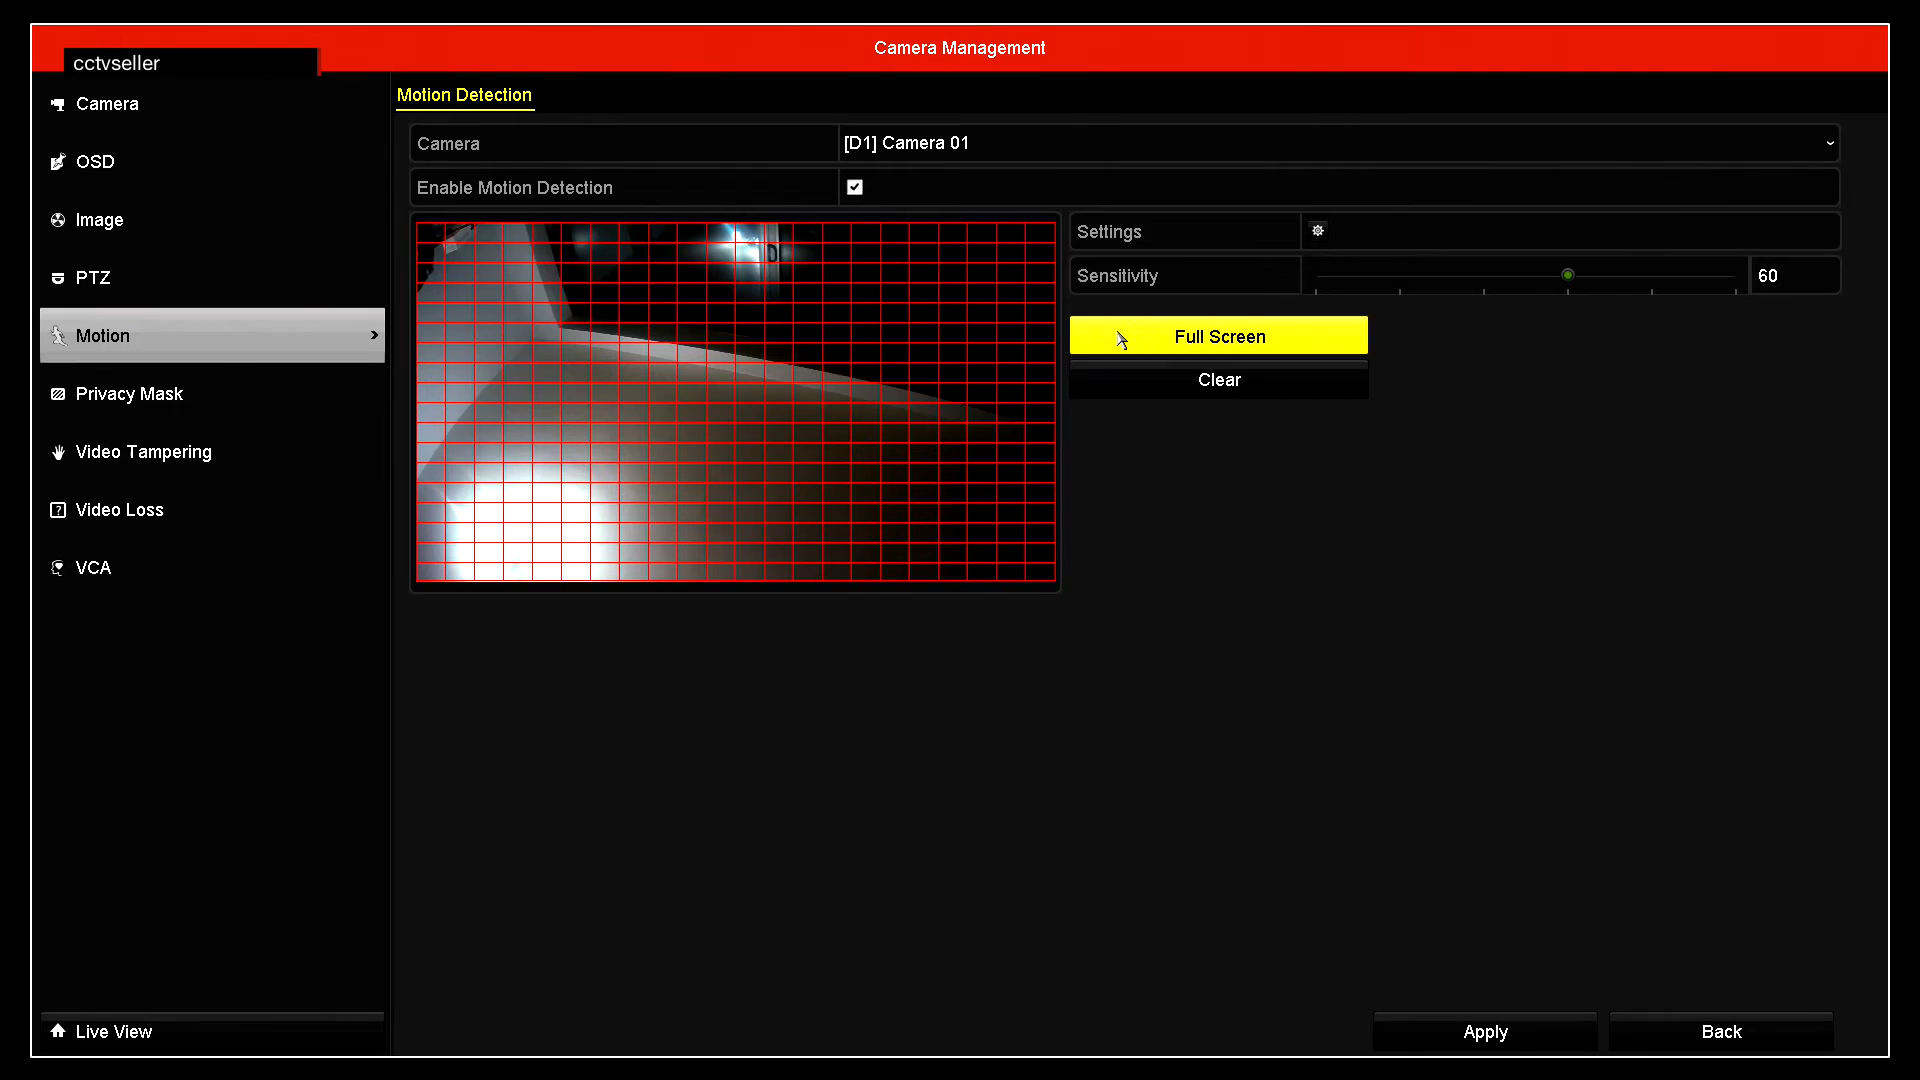 Camera Management
cctvseller
Camera
OSD
Image
PTZ
Motion
Privacy Mask
Video Tampering
Video Loss
VCA
Live View
Motion Detection
Camera
[D1] Camera 01
Enable Motion Detection
Settings
Sensitivity
60
Full Screen
Clear
Apply
Back